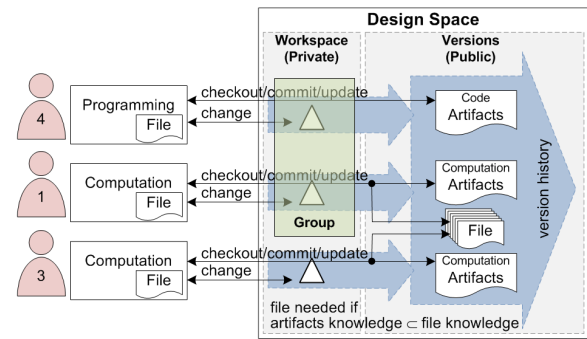 Design Space
Workspace
(Private)
Versions
(Public)
4
Programming
File
checkout/commit/update
change
Code
Artifacts
1
Computation
File
checkout/commit/update
change
Computation
Artifacts
Group
File
version history
3
Computation
File
checkout/commit/update
change
Computation
Artifacts
file needed if
artifacts knowledge ⊂ file knowledge